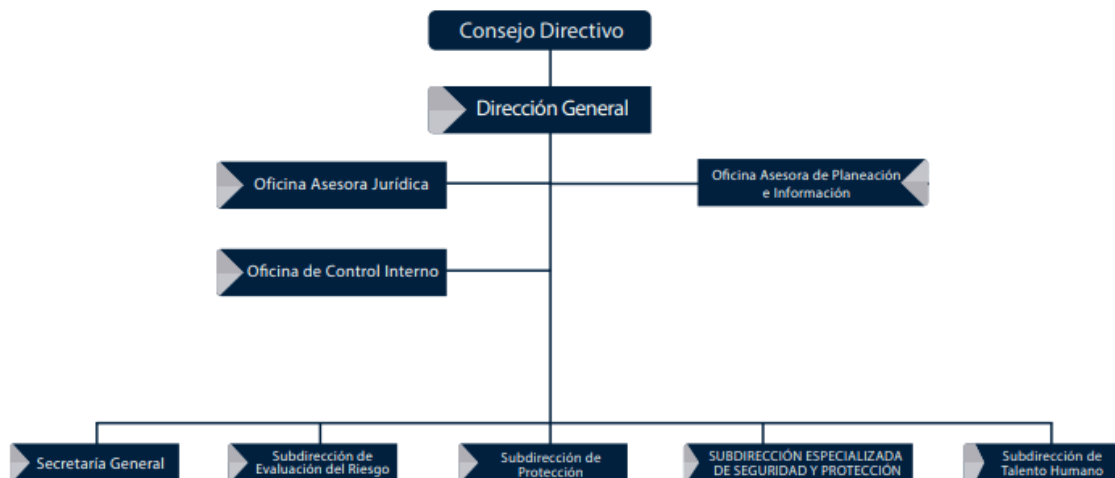 Consejo Directivo
Dirección General
Oficina Asesora Jurídica
Oficina Asesora de Planeación
e Información
Oficina de Control Interno
Secretaría General
Subdirección de
Evaluación del Riesgo
Subdirección de
Protección
SUBDIRECCIÓN ESPECIALIZADA
DE SEGURIDAD Y PROTECCIÓN
Subdirección de
Talento Humano